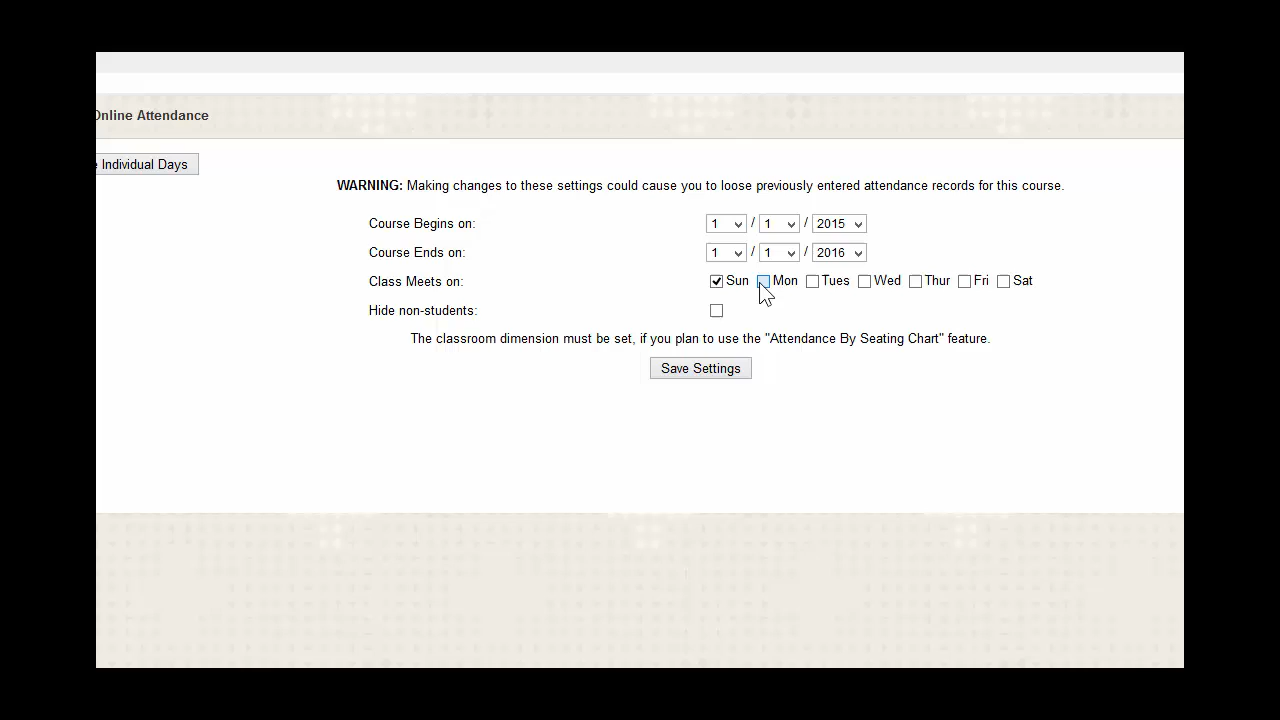 Online Attendance
Individual Days
WARNING: Making changes to these settings could cause you to loose previously entered attendance records for this course.
Course Begins on: 1 / 1 / 2015
Course Ends on: 1 / 1 / 2016
Class Meets on: Sun Mon Tues Wed Thur Fri Sat
Hide non-students:
The classroom dimension must be set, if you plan to use the "Attendance By Seating Chart" feature.
Save Settings